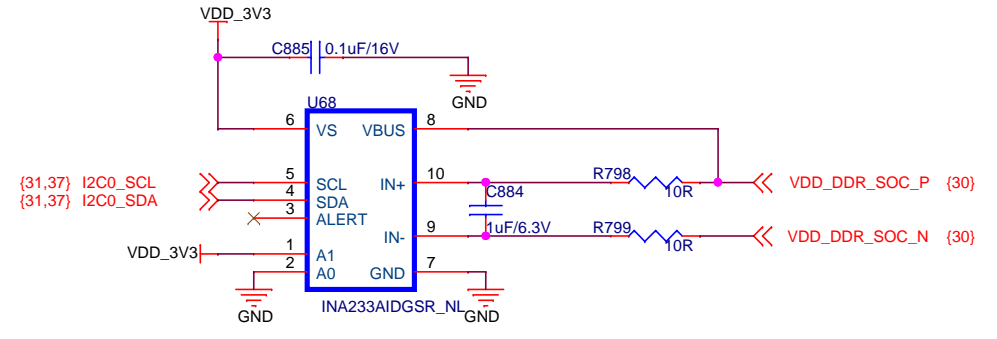 VDD_3V3
C885 0.1uF/16V
GND
U68
6 VS VBUS 8
{31,37} I2C0_SCL 5 SCL IN+ 10 R798 10R VDD_DDR_SOC_P {30}
{31,37} I2C0_SDA 4 SDA C884
3 ALERT 1uF/6.3V
IN- 9 R799 10R VDD_DDR_SOC_N {30}
VDD_3V3 1 A1
2 A0 GND 7
INA233AIDGSR_NL
GND GND